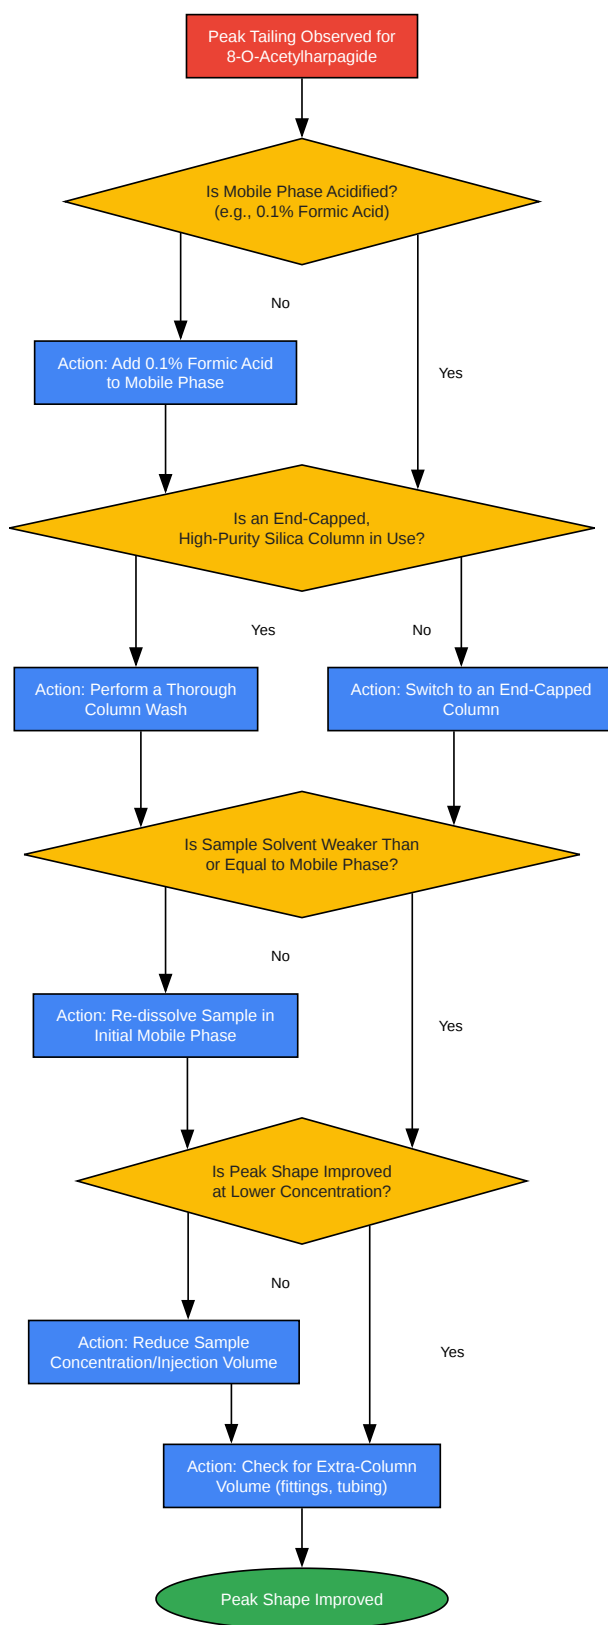 Peak Tailing Observed for
8-O-Acetylharpagide
Is Mobile Phase Acidified?
(e.g., 0.1% Formic Acid)
No
Action: Add 0.1% Formic Acid
to Mobile Phase
Yes
Is an End-Capped,
High-Purity Silica Column in Use?
Yes
No
Action: Perform a Thorough
Column Wash
Action: Switch to an End-Capped
Column
Is Sample Solvent Weaker Than
or Equal to Mobile Phase?
No
Action: Re-dissolve Sample in
Initial Mobile Phase
Yes
Is Peak Shape Improved
at Lower Concentration?
No
Action: Reduce Sample
Concentration/Injection Volume
Yes
Action: Check for Extra-Column
Volume (fittings, tubing)
Peak Shape Improved